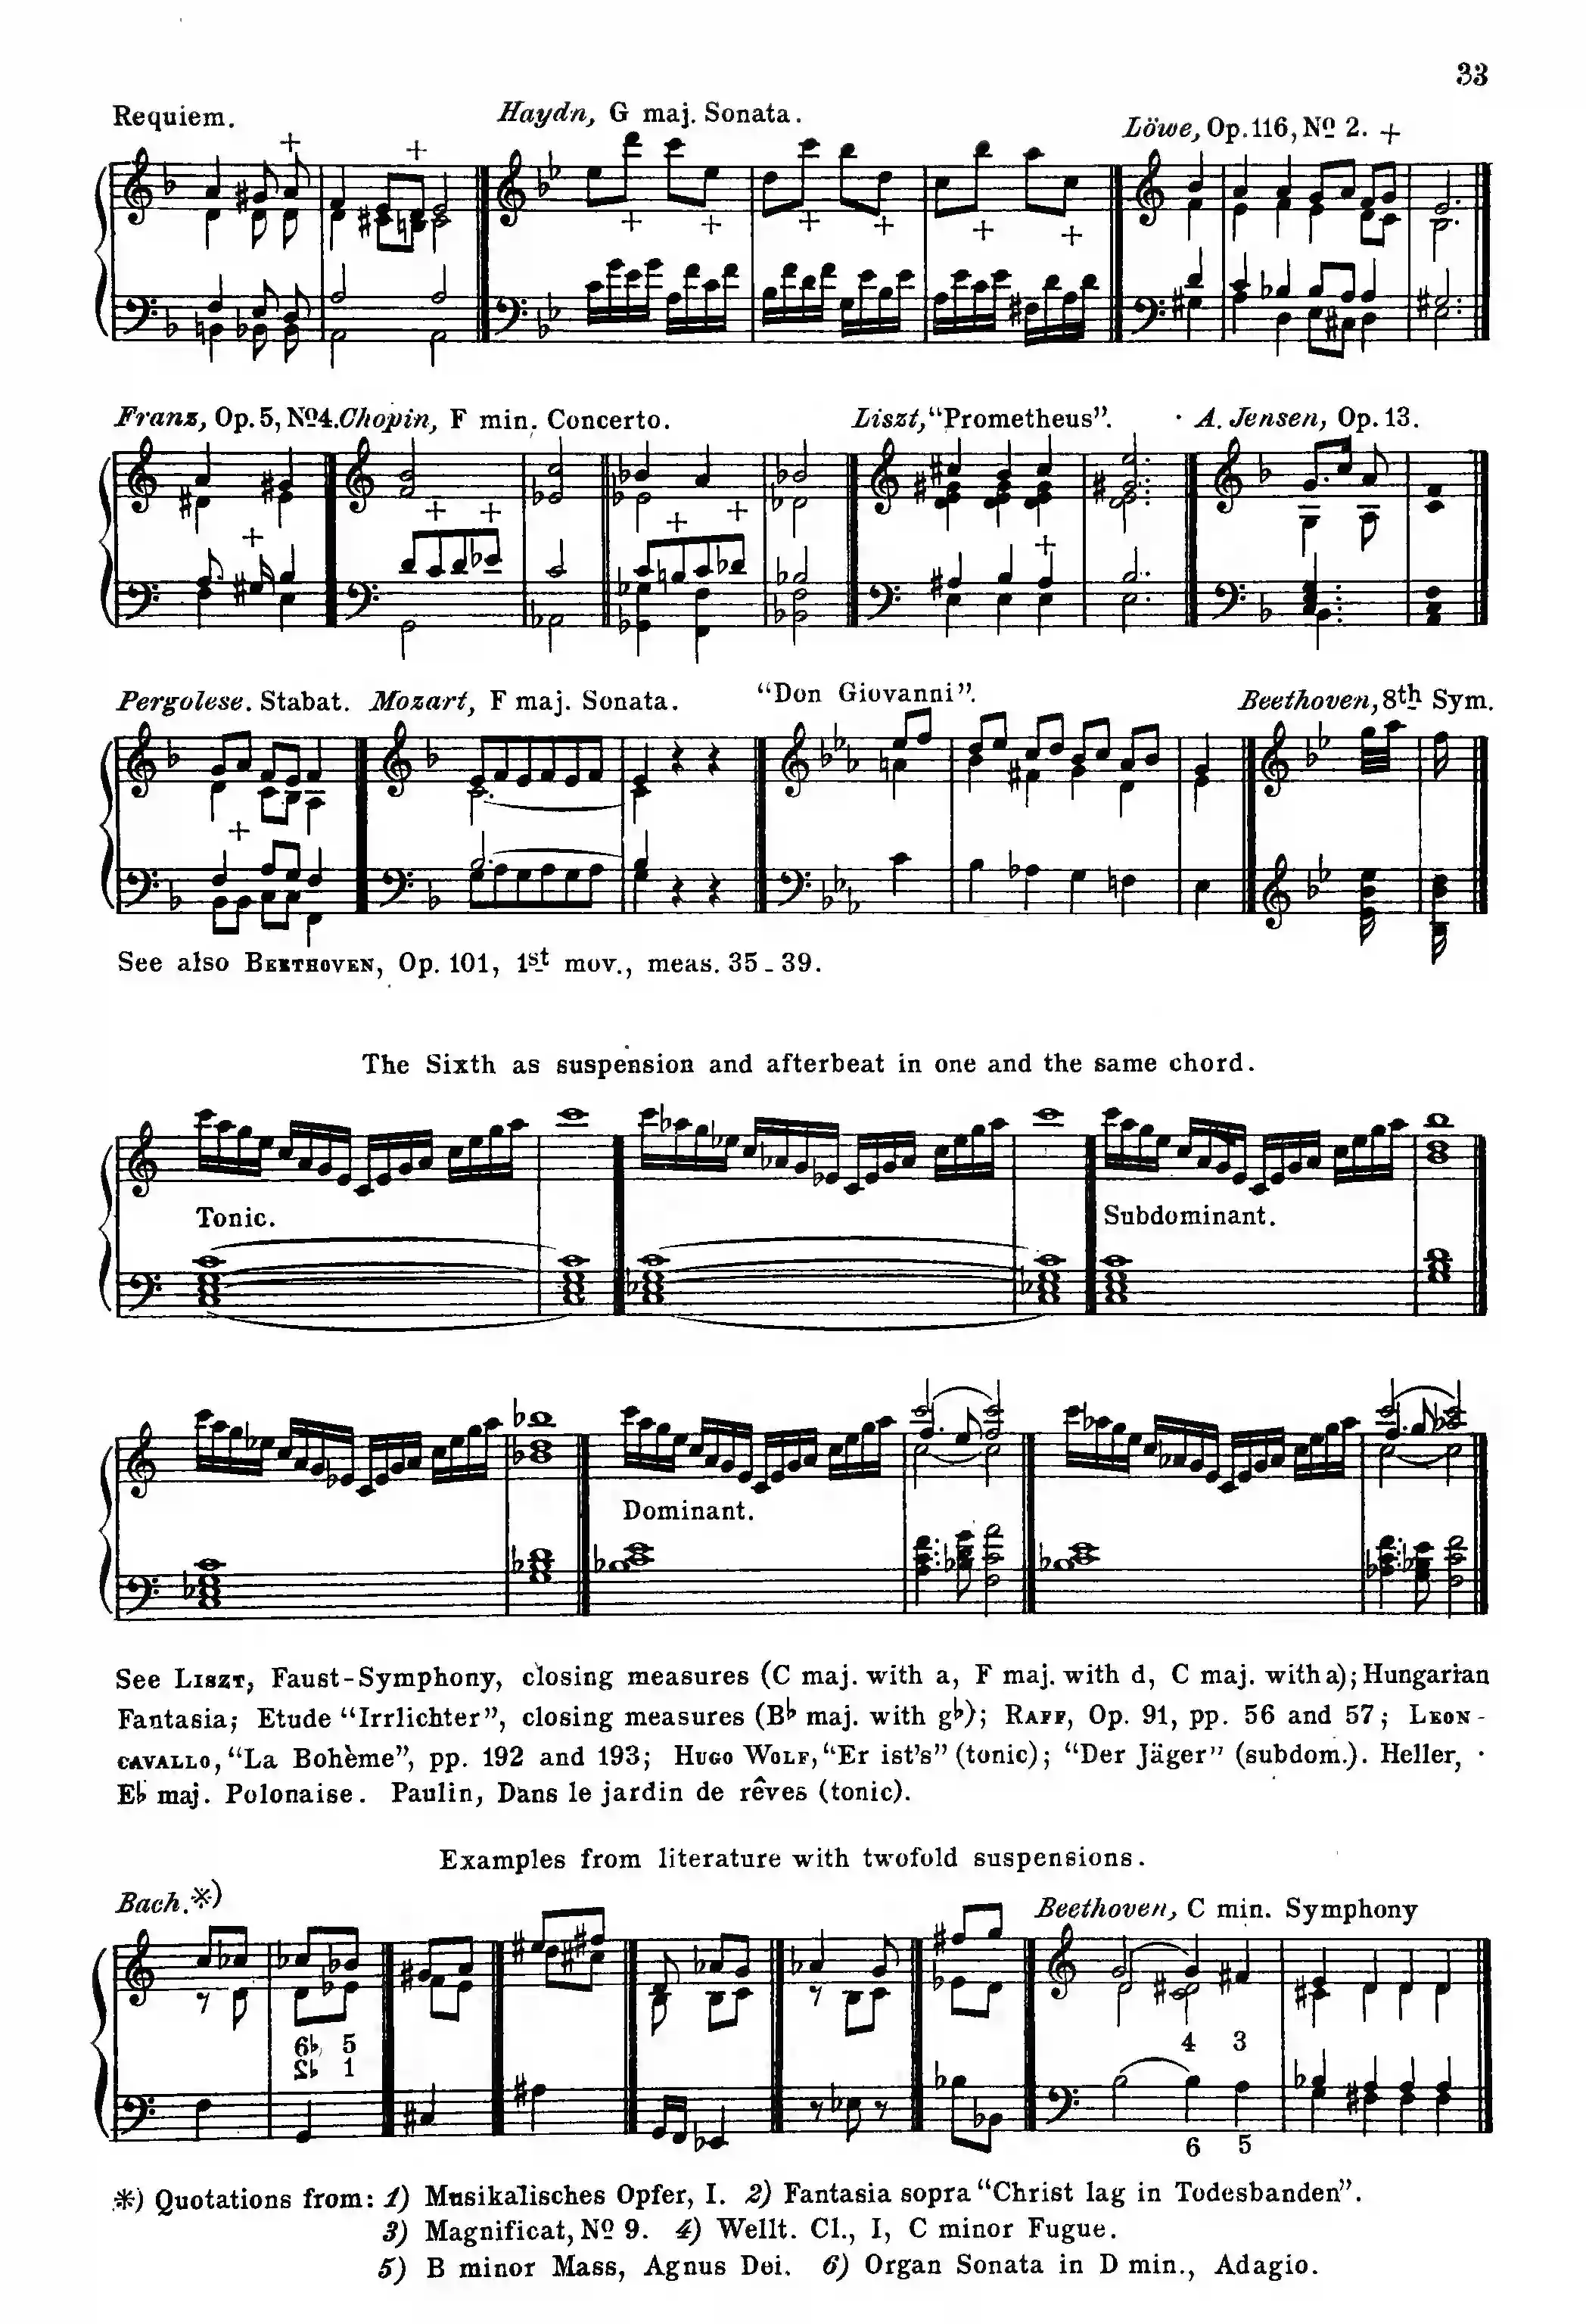 33
Requiem.
Haydn, G maj. Sonata.
Löwe, Op. 116, No 2. +
+ +
+ + + + + +
Franz, Op. 5, No 4. Chopin, F min. Concerto.
Liszt, "Prometheus".
A. Jensen, Op. 13.
+ + + + + +
Pergolese. Stabat. Mozart, F maj. Sonata.
"Don Giovanni".
Beethoven, 8th Sym.
+
See also BEETHOVEN, Op. 101, 1st mov., meas. 35-39.
The Sixth as suspension and afterbeat in one and the same chord.
Tonic.
Subdominant.
Dominant.
See LISZT, Faust-Symphony, closing measures (C maj. with a, F maj. with d, C maj. with a); Hungarian
Fantasia; Etude "Irrlichter", closing measures (B♭ maj. with g♭); RAFF, Op. 91, pp. 56 and 57; LEON-
CAVALLO, "La Bohème", pp. 192 and 193; HUGO WOLF, "Er ist's" (tonic); "Der Jäger" (subdom.). Heller,
E♭ maj. Polonaise. Paulin, Dans le jardin de rêves (tonic).
Examples from literature with twofold suspensions.
Bach.*)
Beethoven, C min. Symphony
6♭ 5
2♭ 1
4 3
6 5
*) Quotations from: 1) Musikalisches Opfer, I. 2) Fantasia sopra "Christ lag in Todesbanden".
3) Magnificat, No 9. 4) Wellt. Cl., I, C minor Fugue.
5) B minor Mass, Agnus Dei. 6) Organ Sonata in D min., Adagio.